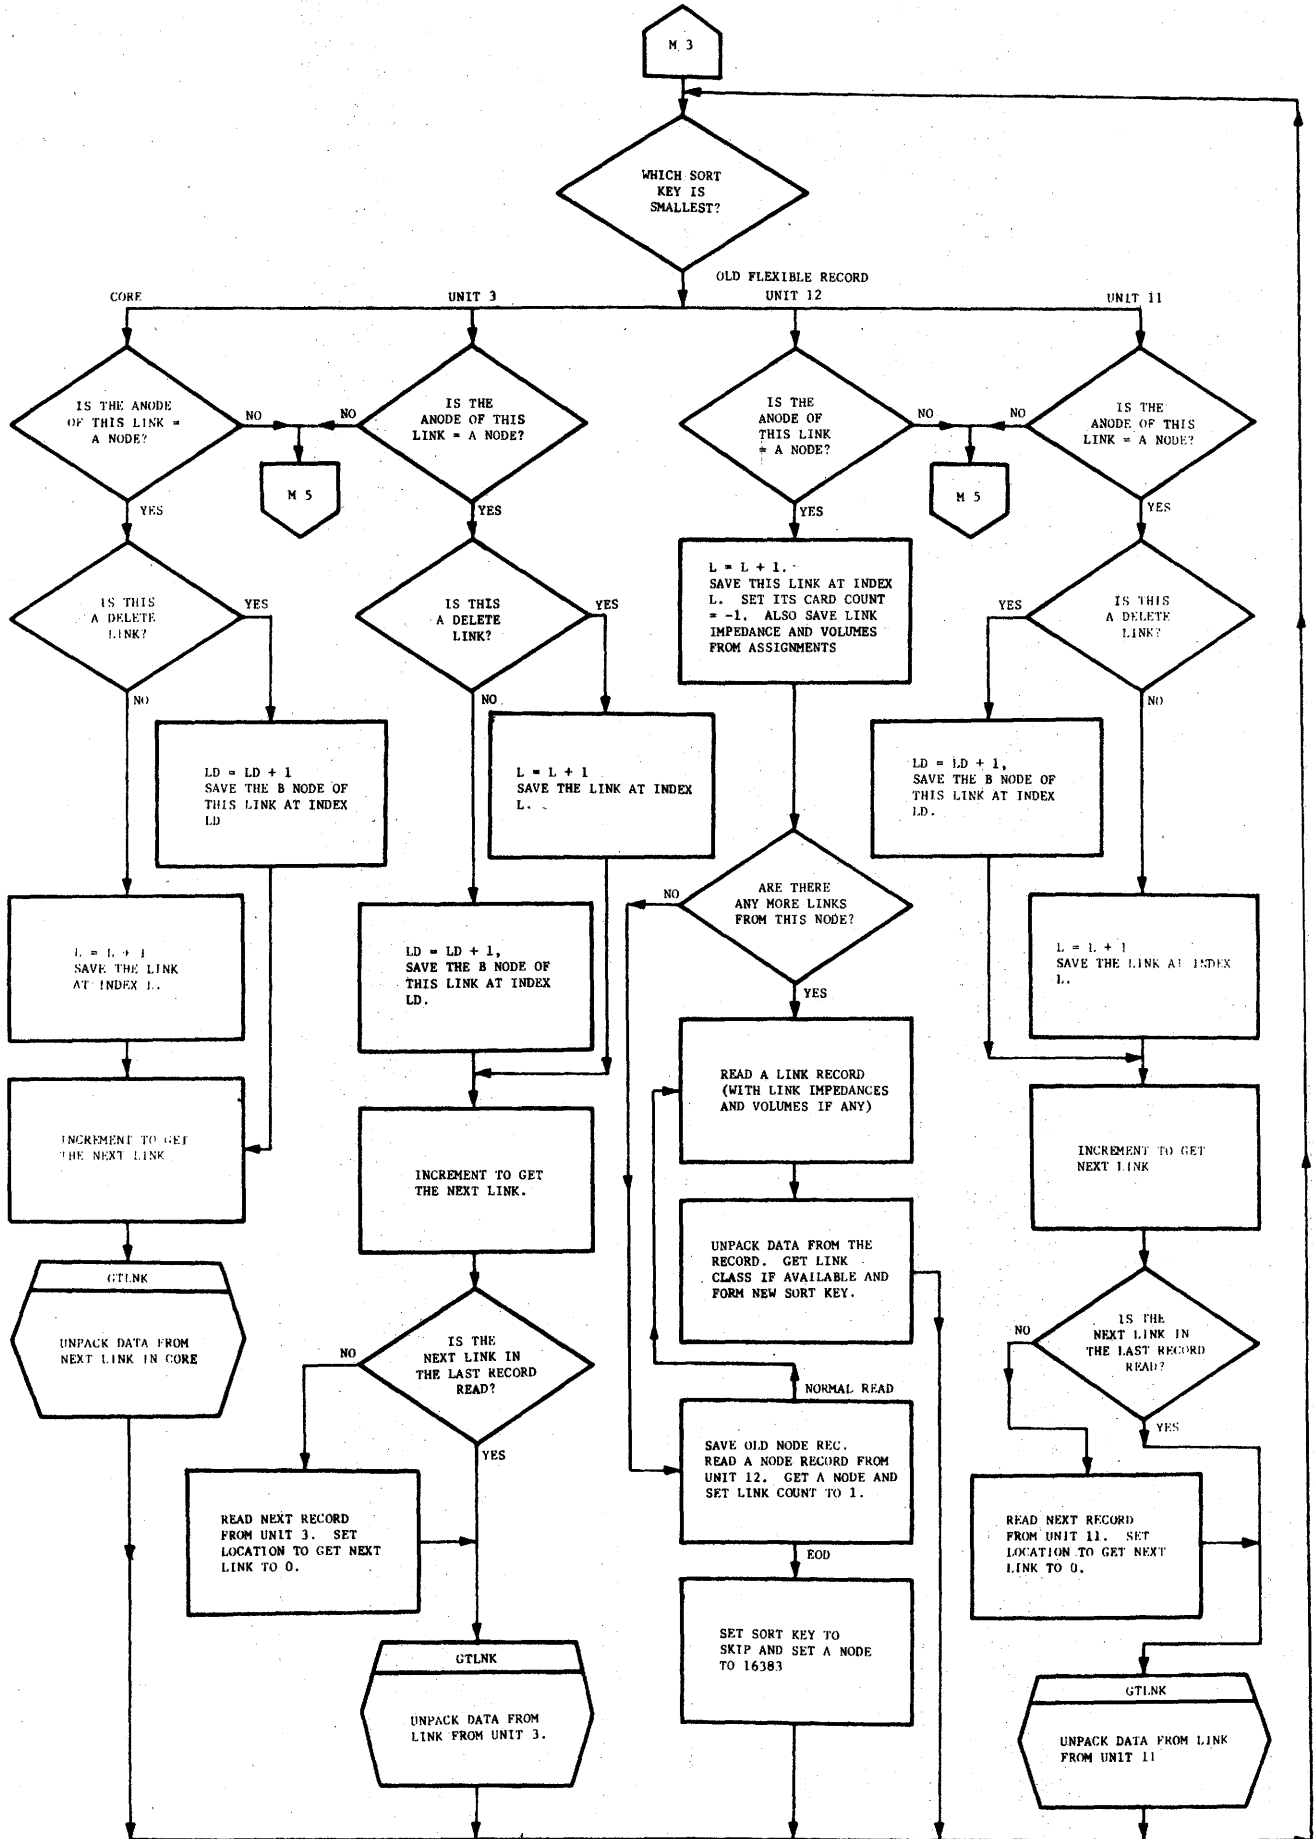 M 3
WHICH SORT
KEY IS
SMALLEST?
OLD FLEXIBLE RECORD
CORE
UNIT 3
UNIT 12
UNIT 11
IS THE ANODE
OF THIS LINK =
A NODE?
NO
NO
IS THE
ANODE OF THIS
LINK = A NODE?
IS THE
ANODE OF
THIS LINK
= A NODE?
NO
NO
IS THE
ANODE OF THIS
LINK = A NODE?
M 5
M 5
YES
YES
YES
YES
IS THIS
A DELETE
LINK?
YES
IS THIS
A DELETE
LINK?
YES
L = L + 1.
SAVE THIS LINK AT INDEX
L. SET ITS CARD COUNT
= -1. ALSO SAVE LINK
IMPEDANCE AND VOLUMES
FROM ASSIGNMENTS
YES
IS THIS
A DELETE
LINK?
NO
NO
NO
LD = LD + 1
SAVE THE B NODE OF
THIS LINK AT INDEX
LD
L = L + 1
SAVE THE LINK AT INDEX
L.
LD = LD + 1,
SAVE THE B NODE OF
THIS LINK AT INDEX
LD.
NO
ARE THERE
ANY MORE LINKS
FROM THIS NODE?
YES
L = L + 1
SAVE THE LINK
AT INDEX L.
LD = LD + 1,
SAVE THE B NODE OF
THIS LINK AT INDEX
LD.
L = L + 1
SAVE THE LINK AT INDEX
L.
READ A LINK RECORD
(WITH LINK IMPEDANCES
AND VOLUMES IF ANY)
INCREMENT TO GET
THE NEXT LINK
INCREMENT TO GET
THE NEXT LINK.
INCREMENT TO GET
NEXT LINK
UNPACK DATA FROM THE
RECORD. GET LINK
CLASS IF AVAILABLE AND
FORM NEW SORT KEY.
GTLNK
UNPACK DATA FROM
NEXT LINK IN CORE
NO
IS THE
NEXT LINK IN
THE LAST RECORD
READ?
YES
NO
IS THE
NEXT LINK IN
THE LAST RECORD
READ?
YES
NORMAL READ
SAVE OLD NODE REC.
READ A NODE RECORD FROM
UNIT 12. GET A NODE AND
SET LINK COUNT TO 1.
EOD
READ NEXT RECORD
FROM UNIT 3. SET
LOCATION TO GET NEXT
LINK TO 0.
READ NEXT RECORD
FROM UNIT 11. SET
LOCATION TO GET NEXT
LINK TO 0.
SET SORT KEY TO
SKIP AND SET A NODE
TO 16383
GTLNK
UNPACK DATA FROM
LINK FROM UNIT 3.
GTLNK
UNPACK DATA FROM LINK
FROM UNIT 11